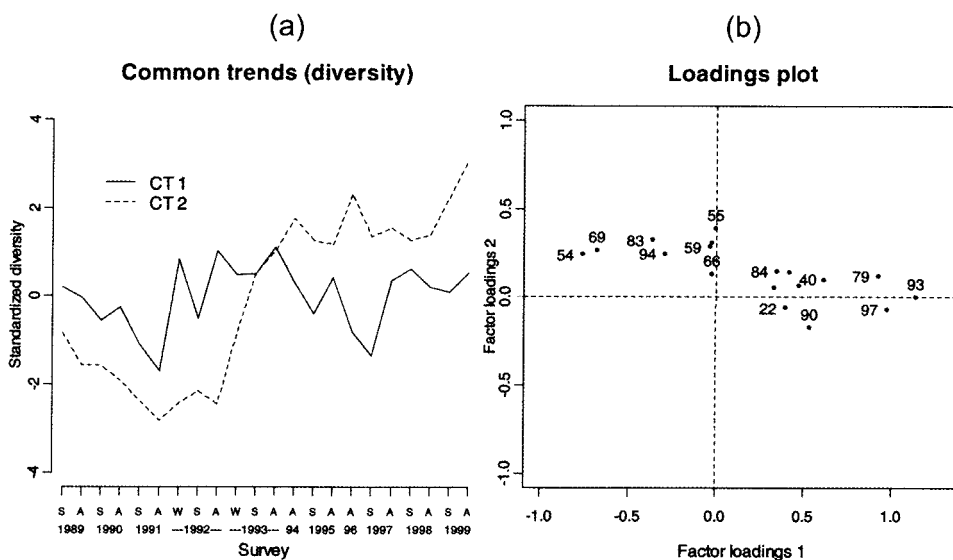 (a)
Common trends (diversity)
4
2
0
-2
-4
Standardized diversity
CT 1
CT 2
S A S A S A W S A W S A A S A A S A S A S A
1989 1990 1991 ---1992--- ---1993--- 94 1995 96 1997 1998 1999
Survey
(b)
Loadings plot
1.0
0.5
0.0
-0.5
-1.0
Factor loadings 2
55
54 69 83 94 59
66
84 40 79 93
22 90 97
-1.0 -0.5 0.0 0.5 1.0
Factor loadings 1